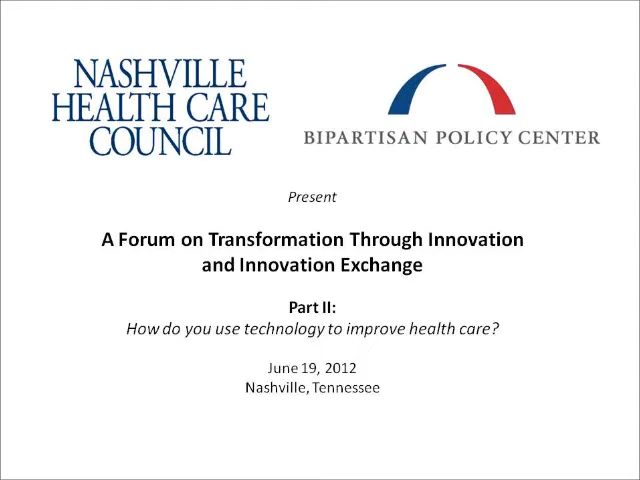 NASHVILLE
HEALTH CARE
COUNCIL
BIPARTISAN POLICY CENTER
Present
A Forum on Transformation Through Innovation
and Innovation Exchange
Part II:
How do you use technology to improve health care?
June 19, 2012
Nashville, Tennessee